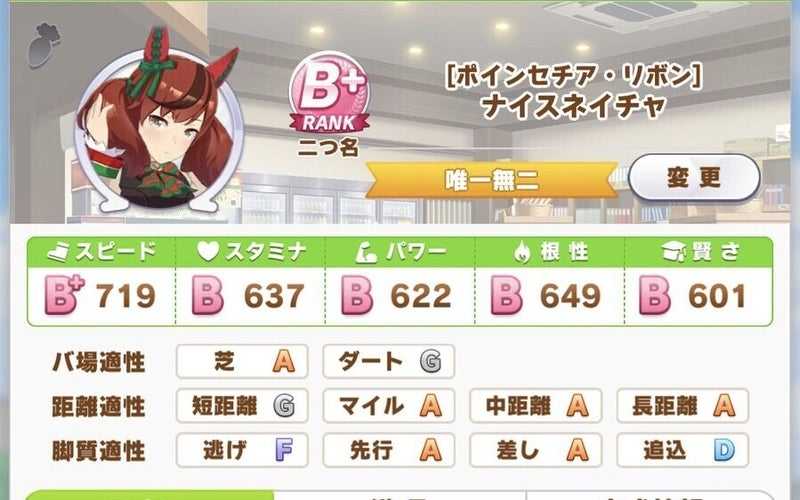 B+
RANK
二つ名
[ポインセチア・リボン]
ナイスネイチャ
唯一無二
変更
スピード スタミナ パワー 根性 賢さ
B+ 719 B 637 B 622 B 649 B 601
バ場適性 芝 A ダート G
距離適性 短距離 G マイル A 中距離 A 長距離 A
脚質適性 逃げ F 先行 A 差し A 追込 D